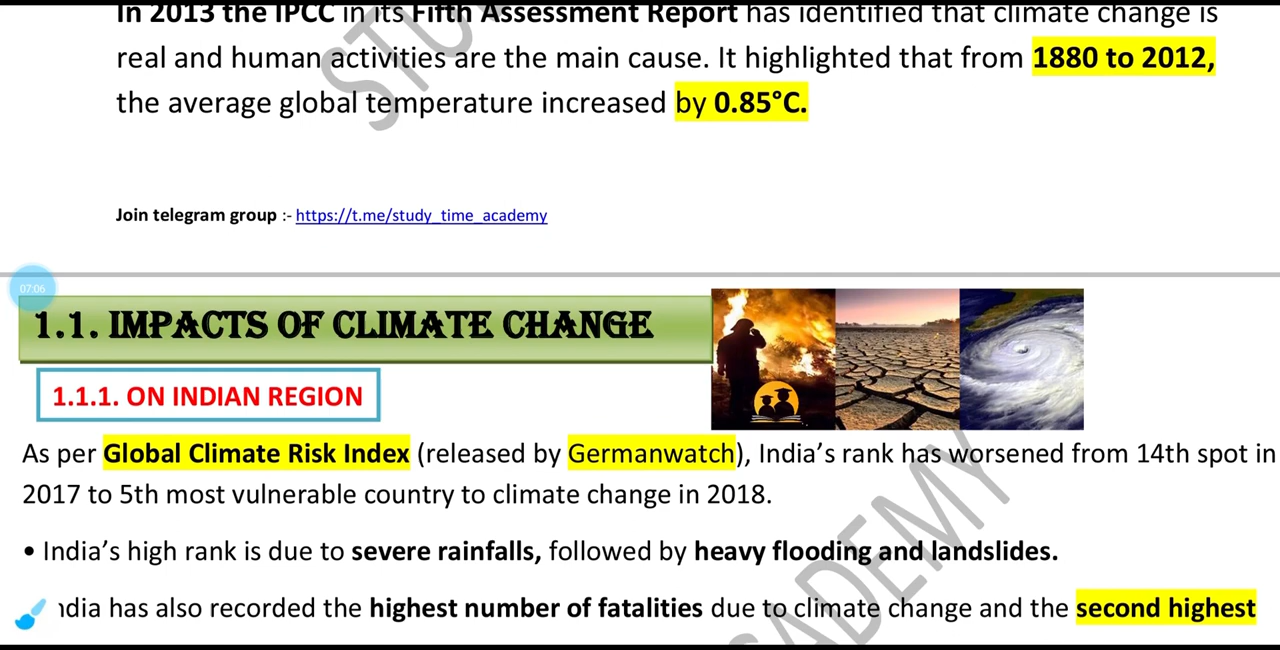 In 2013 the IPCC in its Fifth Assessment Report has identified that climate change is
real and human activities are the main cause. It highlighted that from 1880 to 2012,
the average global temperature increased by 0.85°C.
Join telegram group :- https://t.me/study_time_academy
07:06
1.1. IMPACTS OF CLIMATE CHANGE
1.1.1. ON INDIAN REGION
As per Global Climate Risk Index (released by Germanwatch), India's rank has worsened from 14th spot in
2017 to 5th most vulnerable country to climate change in 2018.
• India's high rank is due to severe rainfalls, followed by heavy flooding and landslides.
ndia has also recorded the highest number of fatalities due to climate change and the second highest